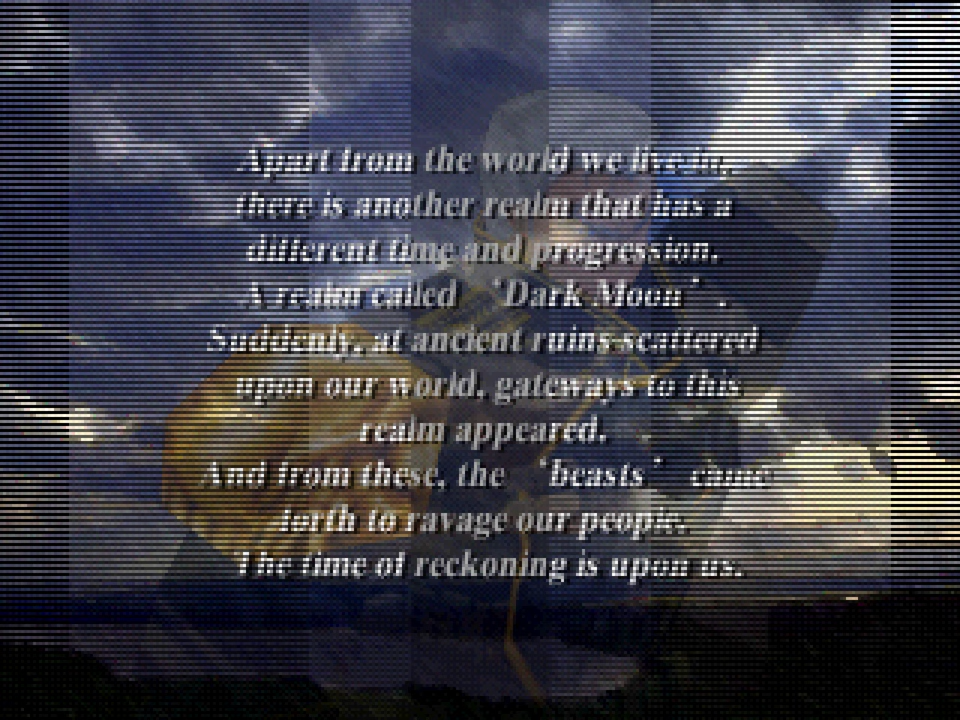 Apart from the world we live in,
there is another realm that has a
different time and progression.
A realm called 'Dark Moon'.
Suddenly, at ancient ruins scattered
upon our world, gateways to this
realm appeared.
And from these, the 'beasts' came
forth to ravage our people.
The time of reckoning is upon us.